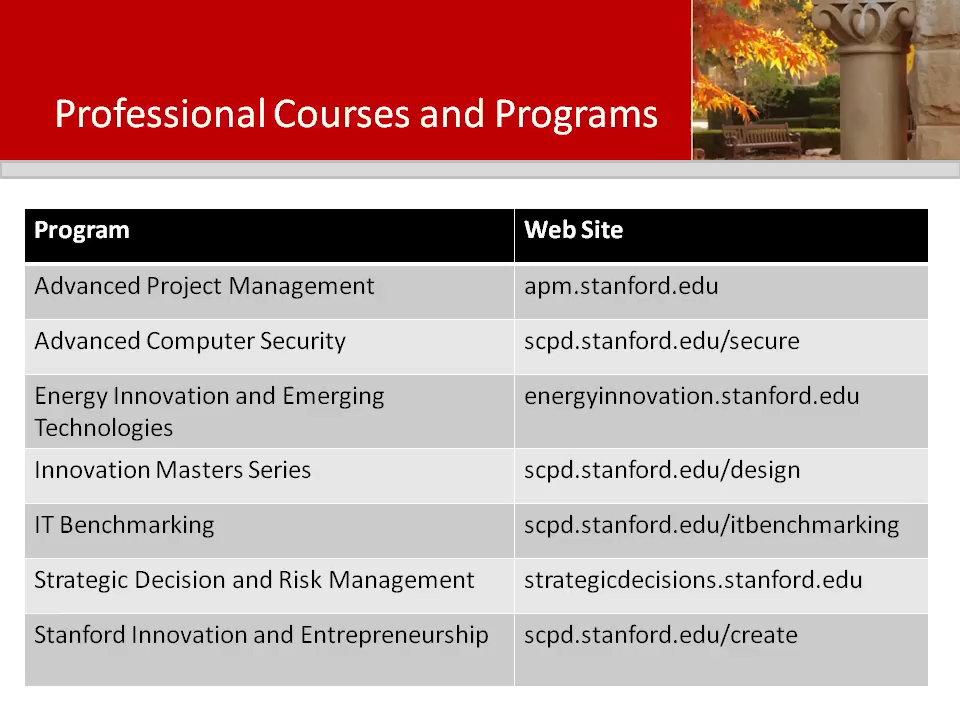 Professional Courses and Programs
Program Web Site
Advanced Project Management apm.stanford.edu
Advanced Computer Security scpd.stanford.edu/secure
Energy Innovation and Emerging energyinnovation.stanford.edu
Technologies
Innovation Masters Series scpd.stanford.edu/design
IT Benchmarking scpd.stanford.edu/itbenchmarking
Strategic Decision and Risk Management strategicdecisions.stanford.edu
Stanford Innovation and Entrepreneurship scpd.stanford.edu/create